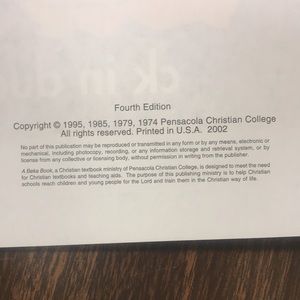 Fourth Edition
Copyright © 1995, 1985, 1979, 1974 Pensacola Christian College
All rights reserved. Printed in U.S.A. 2002
No part of this publication may be reproduced or transmitted in any form or by any means, electronic or
mechanical, including photocopy, recording, or any information storage and retrieval system, or by
license from any collective or licensing body, without permission in writing from the publisher.
A Beka Book, a Christian textbook ministry of Pensacola Christian College, is designed to meet the need
for Christian textbooks and teaching aids. The purpose of this publishing ministry is to help Christian
schools reach children and young people for the Lord and train them in the Christian way of life.